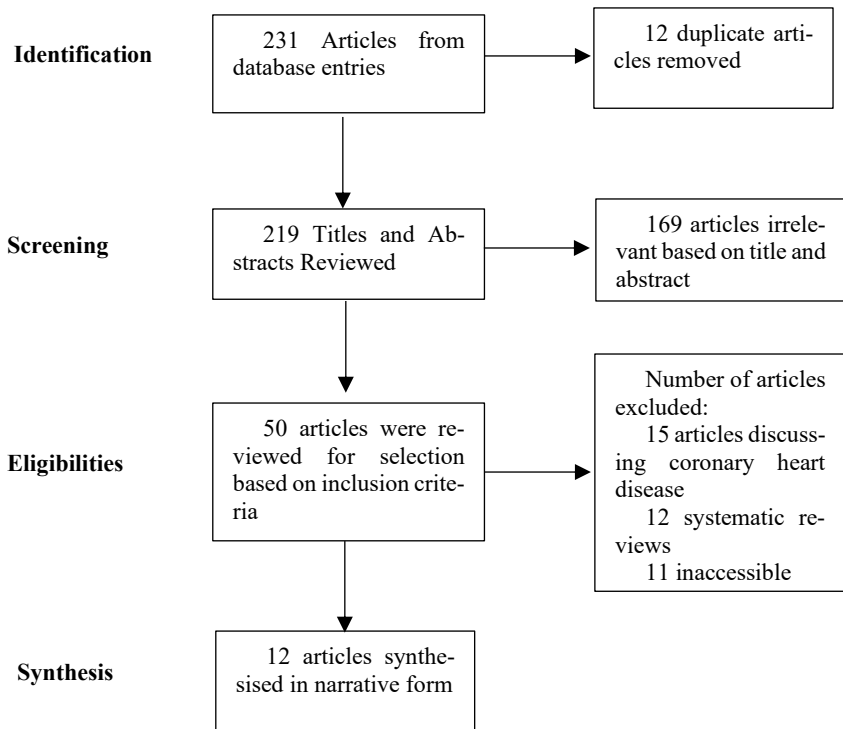 Identification
231 Articles from
database entries
12 duplicate arti-
cles removed
Screening
219 Titles and Ab-
stracts Reviewed
169 articles irrele-
vant based on title and
abstract
Eligibilities
50 articles were re-
viewed for selection
based on inclusion crite-
ria
Number of articles
excluded:
15 articles discuss-
ing coronary heart
disease
12 systematic re-
views
11 inaccessible
Synthesis
12 articles synthe-
sised in narrative form